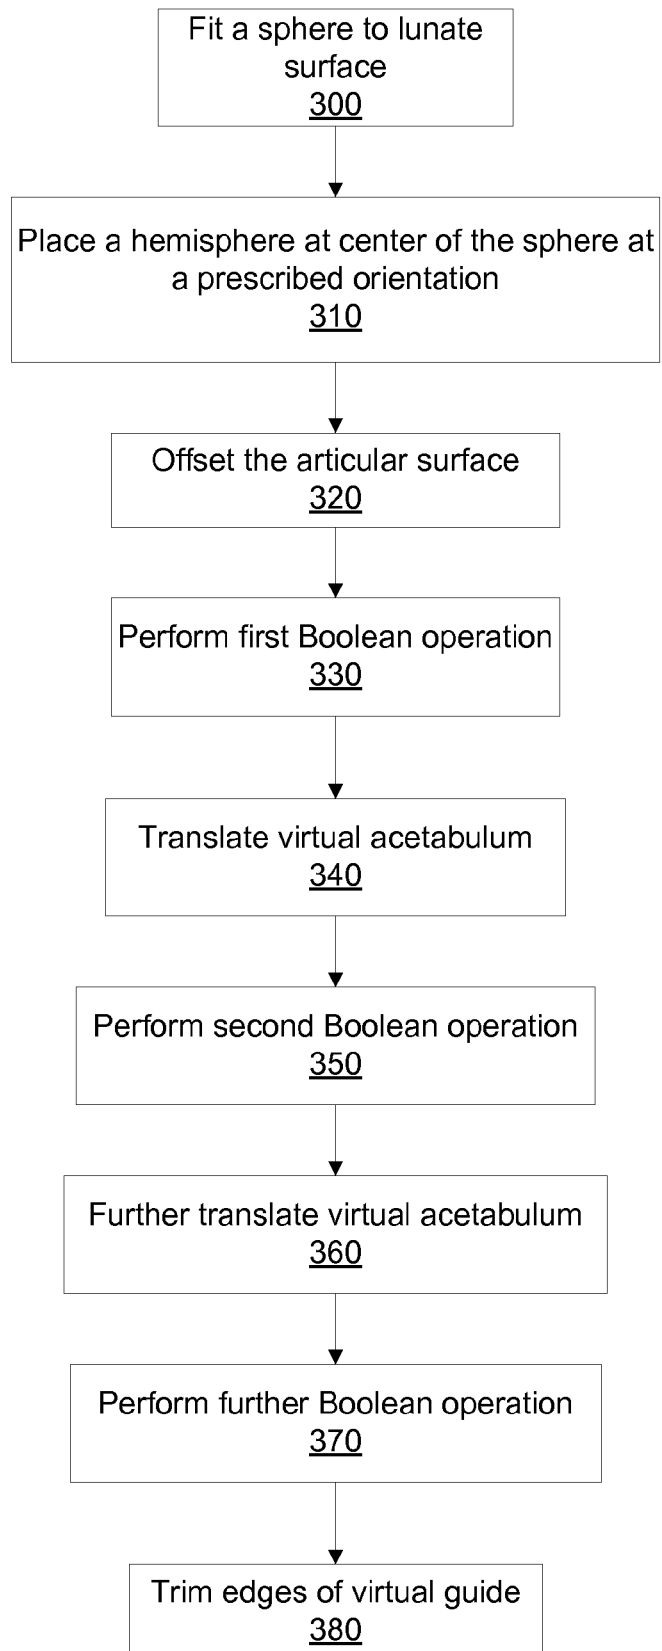 Fit a sphere to lunate
surface
300
Place a hemisphere at center of the sphere at
a prescribed orientation
310
Offset the articular surface
320
Perform first Boolean operation
330
Translate virtual acetabulum
340
Perform second Boolean operation
350
Further translate virtual acetabulum
360
Perform further Boolean operation
370
Trim edges of virtual guide
380